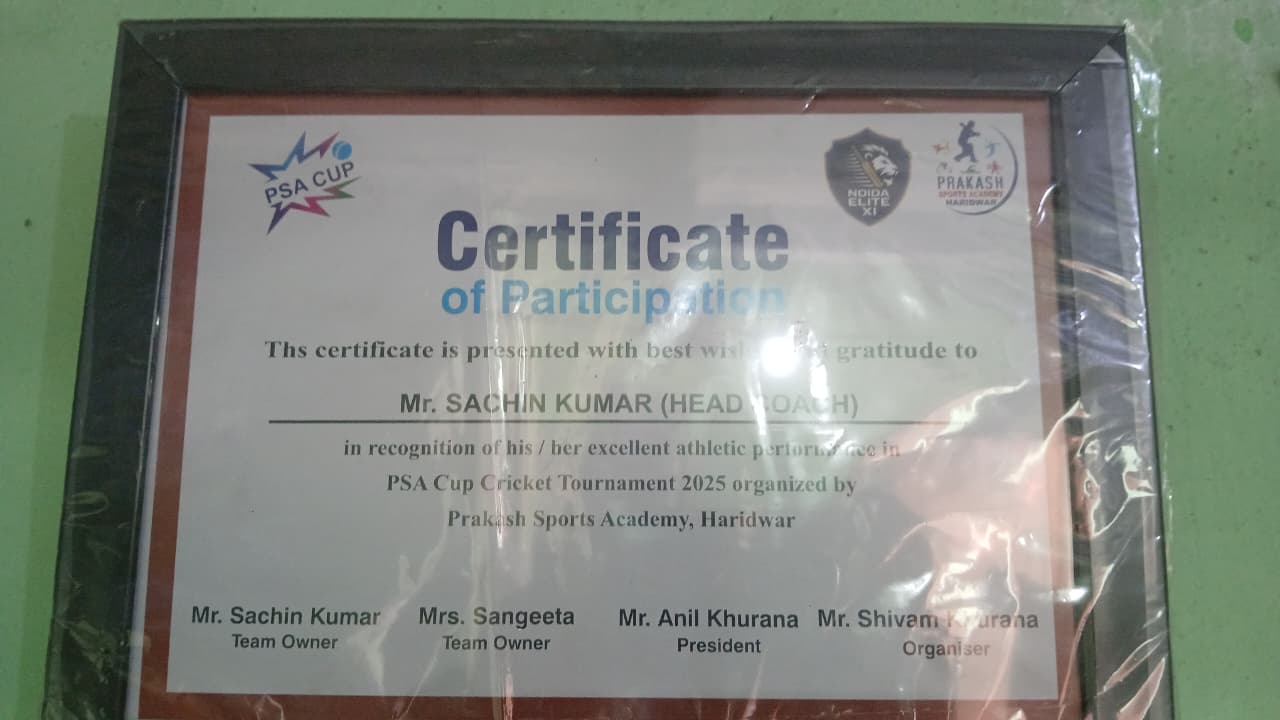 PSA CUP
NOIDA
ELITE
XI
PRAKASH
SPORTS ACADEMY
HARIDWAR
Certificate
of Participation
Ths certificate is presented with best gratitude to
Mr. SACHIN KUMAR (HEAD COACH)
in recognition of his / her excellent athletic performance in
PSA Cup Cricket Tournament 2025 organized by
Prakash Sports Academy, Haridwar
Mr. Sachin Kumar Mrs. Sangeeta Mr. Anil Khurana Mr. Shivam Khurana
Team Owner Team Owner President Organiser